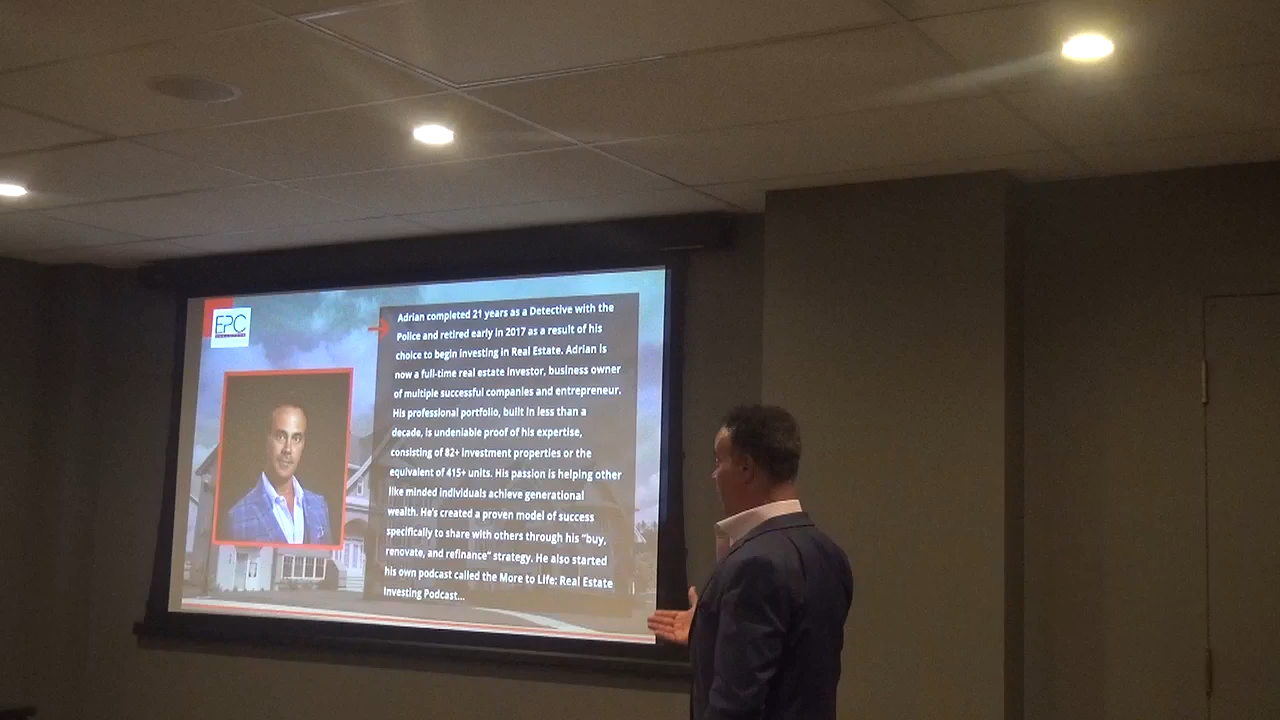 EPC
Adrian completed 21 years as a Detective with the
Police and retired early in 2017 as a result of his
choice to begin investing in Real Estate. Adrian is
now a full-time real estate investor, business owner
of multiple successful companies and entrepreneur.
His professional portfolio, built in less than a
decade, is undeniable proof of his expertise,
consisting of 82+ investment properties or the
equivalent of 415+ units. His passion is helping other
like minded individuals achieve generational
wealth. He's created a proven model of success
specifically to share with others through his "buy,
renovate, and refinance" strategy. He also started
his own podcast called the More to Life: Real Estate
Investing Podcast...